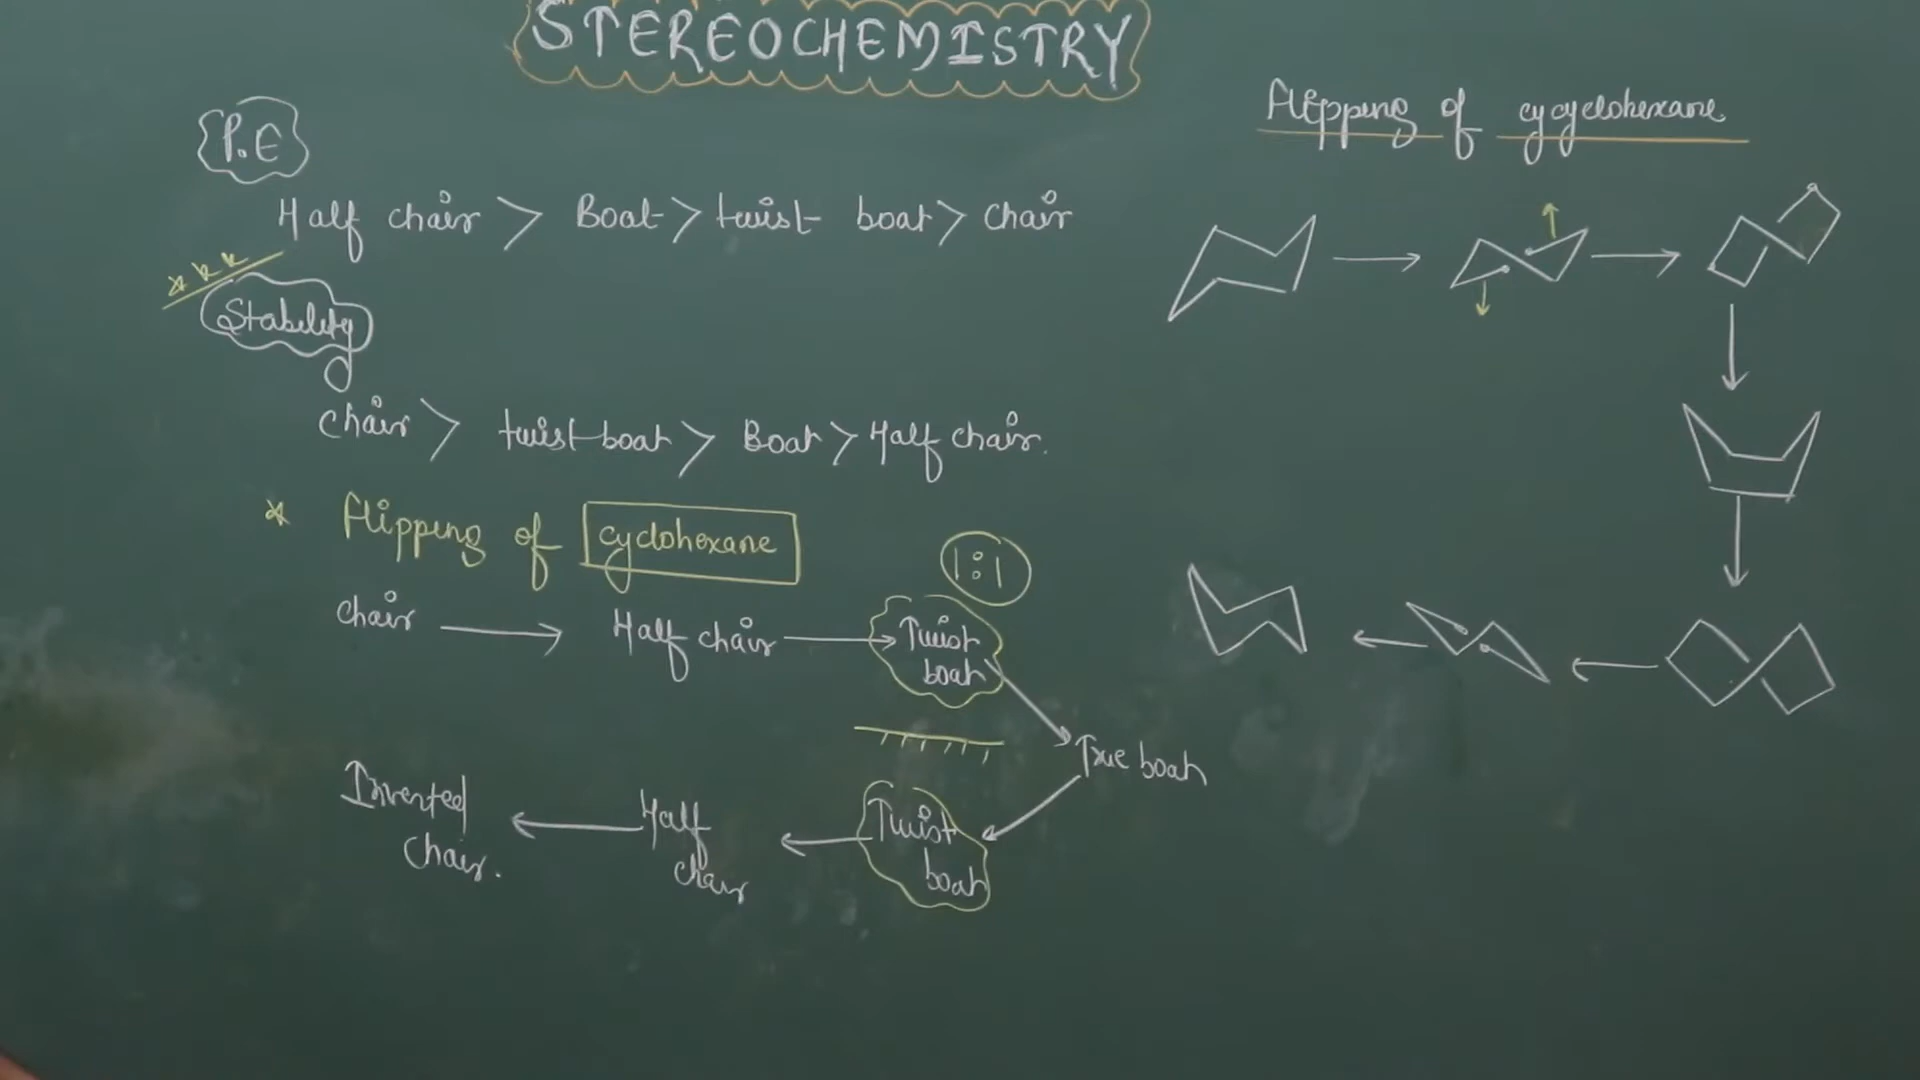 STEREOCHEMISTRY
P.E
Half chair > Boat > twist boat > chair
Stability
chair > twist boat > Boat > Half chair.
* flipping of cyclohexane
1:1
chair → Half chair → Twist boat
True boat
Inverted chair. ← Half chair ← Twist boat
flipping of cycyclohexane